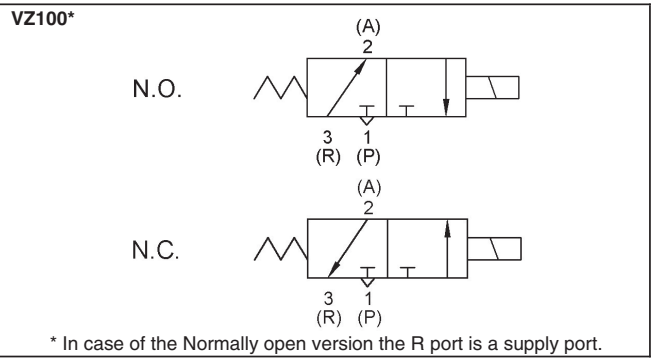 VZ100*
(A)
2
N.O.
3 1
(R) (P)
(A)
2
N.C.
3 1
(R) (P)
* In case of the Normally open version the R port is a supply port.